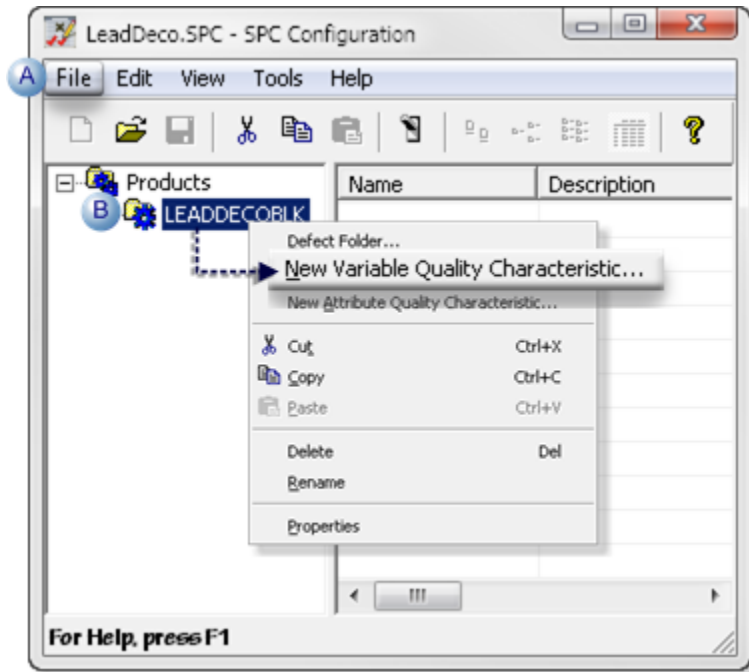 LeadDeco.SPC - SPC Configuration
A File Edit View Tools Help
Products
Name Description
B LEADDECOBLK
Defect Folder...
New Variable Quality Characteristic...
New Attribute Quality Characteristic...
Cut Ctrl+X
Copy Ctrl+C
Paste Ctrl+V
Delete Del
Rename
Properties
For Help, press F1